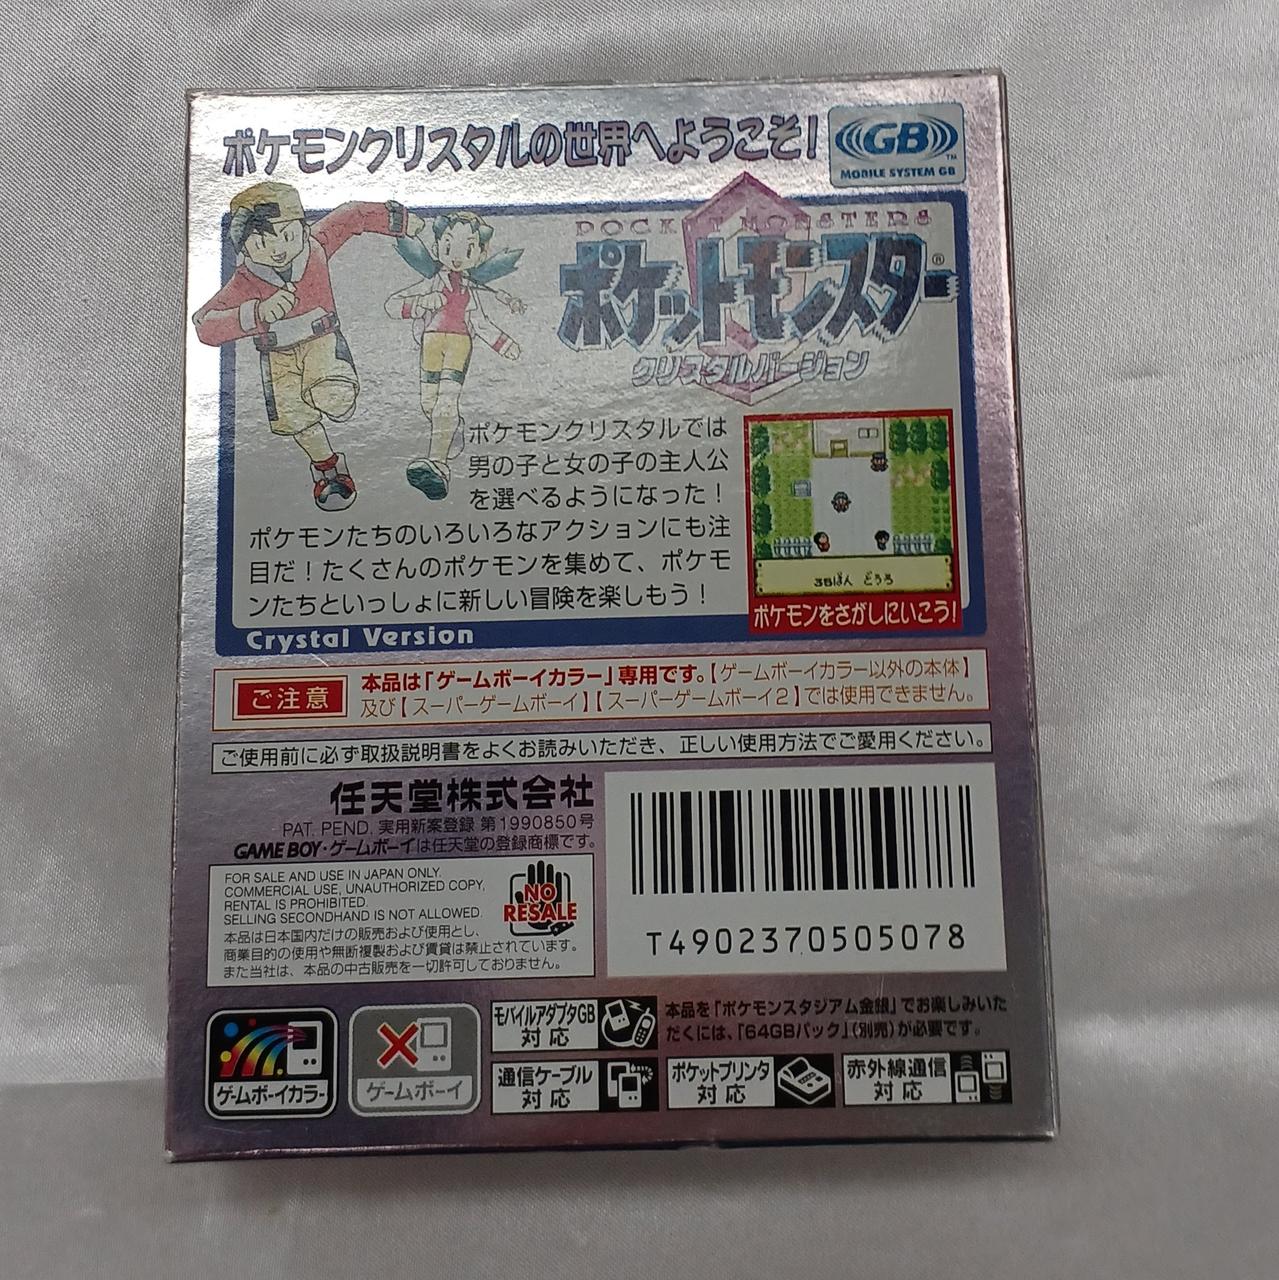 ポケモンクリスタルの世界へようこそ!
GB
TM
MOBILE SYSTEM GB
POCKET MONSTERS
ポケットモンスター®
クリスタルバージョン
ポケモンクリスタルでは
男の子と女の子の主人公
を選べるようになった!
ポケモンたちのいろいろなアクションにも注
目だ!たくさんのポケモンを集めて、ポケモ
ンたちといっしょに新しい冒険を楽しもう!
36ばん どうろ
ポケモンをさがしにいこう!
Crystal Version
ご注意
本品は「ゲームボーイカラー」専用です。【ゲームボーイカラー以外の本体】
及び【スーパーゲームボーイ】【スーパーゲームボーイ2】では使用できません。
ご使用前に必ず取扱説明書をよくお読みいただき、正しい使用方法でご愛用ください。
任天堂株式会社
PAT. PEND. 実用新案登録 第1990850号
GAME BOY・ゲームボーイは任天堂の登録商標です。
FOR SALE AND USE IN JAPAN ONLY.
COMMERCIAL USE, UNAUTHORIZED COPY,
RENTAL IS PROHIBITED.
SELLING SECONDHAND IS NOT ALLOWED.
NO
RESALE
本品は日本国内だけの販売および使用とし、
商業目的の使用や無断複製および賃貸は禁止されています。
また当社は、本品の中古販売を一切許可しておりません。
T4902370505078
ゲームボーイカラー
ゲームボーイ
モバイルアダプタGB
対応
本品を「ポケモンスタジアム金銀」でお楽しみいた
だくには、「64GBパック」(別売)が必要です。
通信ケーブル
対応
ポケットプリンタ
対応
赤外線通信
対応